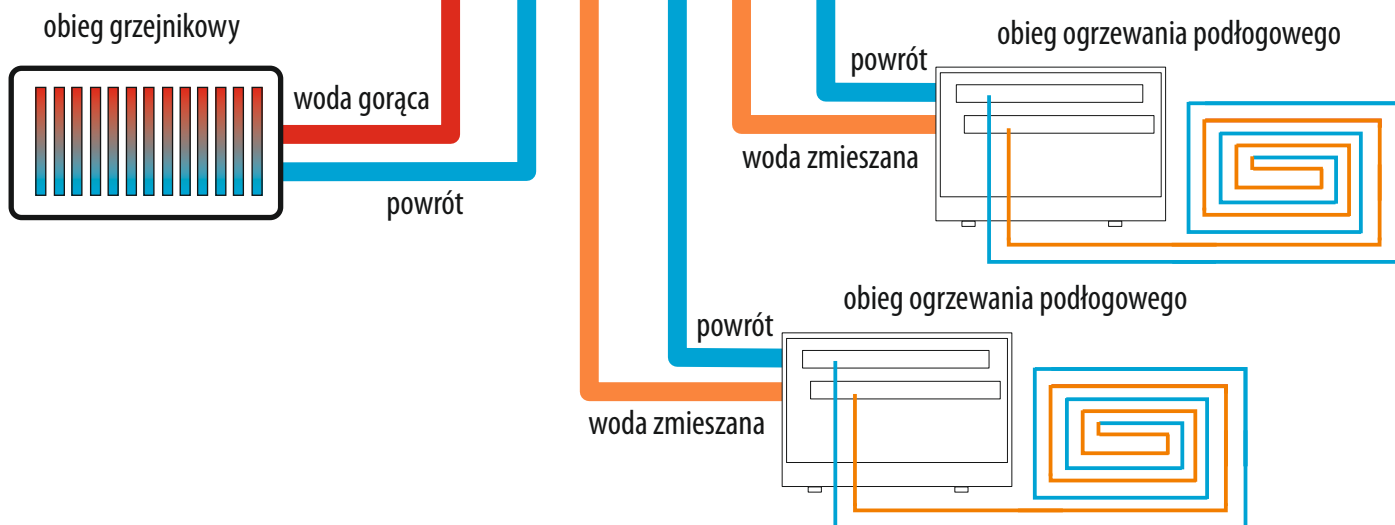 obieg grzejnikowy
woda gorąca
powrót
obieg ogrzewania podłogowego
powrót
woda zmieszana
obieg ogrzewania podłogowego
powrót
woda zmieszana